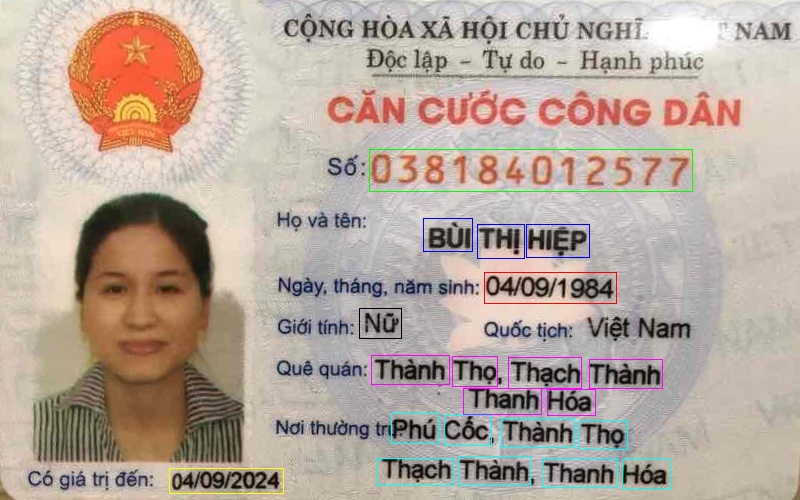 CỘNG HÒA XÃ HỘI CHỦ NGHĨ NAM
Độc lập - Tự do - Hạnh phúc
CĂN CƯỚC CÔNG DÂN
Số: 038184012577
Họ và tên:
BÙI THỊ HIỆP
Ngày, tháng, năm sinh: 04/09/1984
Giới tính: Nữ Quốc tịch: Việt Nam
Quê quán: Thành Thọ, Thạch Thành
Thanh Hóa
Nơi thường trú Phú Cốc, Thành Thọ
Thạch Thành, Thanh Hóa
Có giá trị đến: 04/09/2024